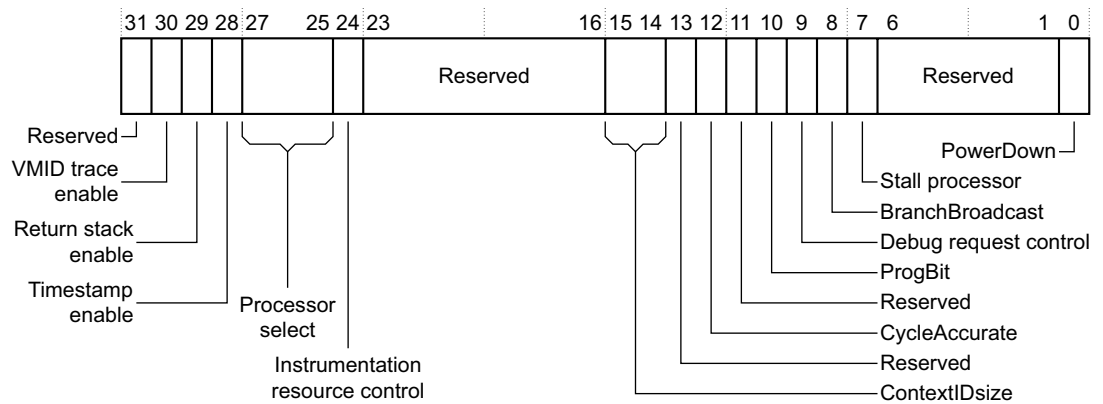 31 30 29 28 27 25 24 23 16 15 14 13 12 11 10 9 8 7 6 1 0
Reserved Reserved
Reserved
PowerDown
VMID trace
enable
Stall processor
BranchBroadcast
Return stack
enable
Debug request control
ProgBit
Timestamp
enable
Reserved
Processor
select
CycleAccurate
Instrumentation
resource control
Reserved
ContextIDsize